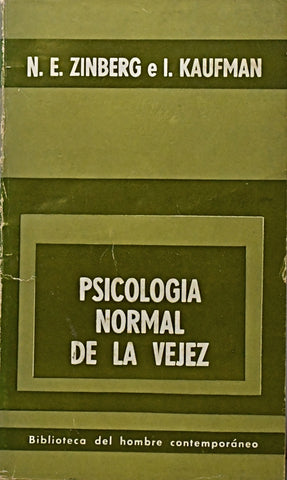 N. E. ZINBERG e I. KAUFMAN
PSICOLOGIA
NORMAL
DE LA VEJEZ
Biblioteca del hombre contemporáneo